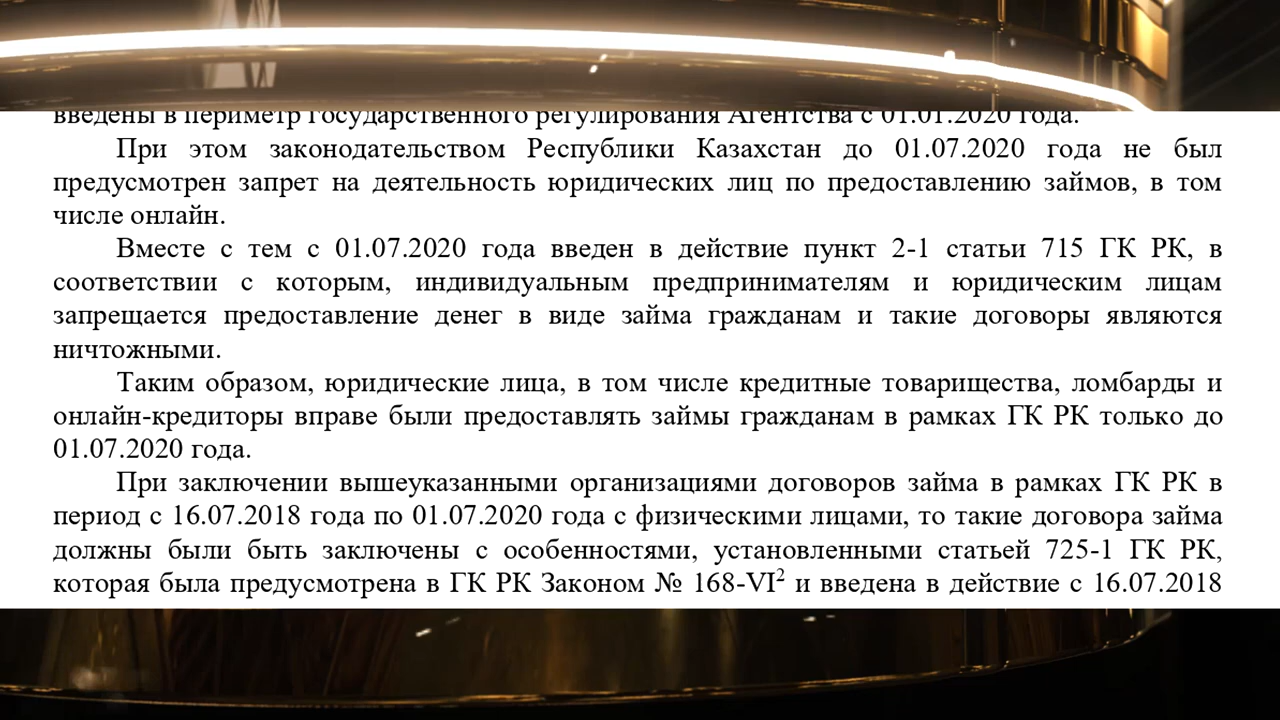 введены в периметр государственного регулирования Агентства с 01.01.2020 года.
При этом законодательством Республики Казахстан до 01.07.2020 года не был
предусмотрен запрет на деятельность юридических лиц по предоставлению займов, в том
числе онлайн.
Вместе с тем с 01.07.2020 года введен в действие пункт 2-1 статьи 715 ГК РК, в
соответствии с которым, индивидуальным предпринимателям и юридическим лицам
запрещается предоставление денег в виде займа гражданам и такие договоры являются
ничтожными.
Таким образом, юридические лица, в том числе кредитные товарищества, ломбарды и
онлайн-кредиторы вправе были предоставлять займы гражданам в рамках ГК РК только до
01.07.2020 года.
При заключении вышеуказанными организациями договоров займа в рамках ГК РК в
период с 16.07.2018 года по 01.07.2020 года с физическими лицами, то такие договора займа
должны были быть заключены с особенностями, установленными статьей 725-1 ГК РК,
которая была предусмотрена в ГК РК Законом № 168-VI² и введена в действие с 16.07.2018